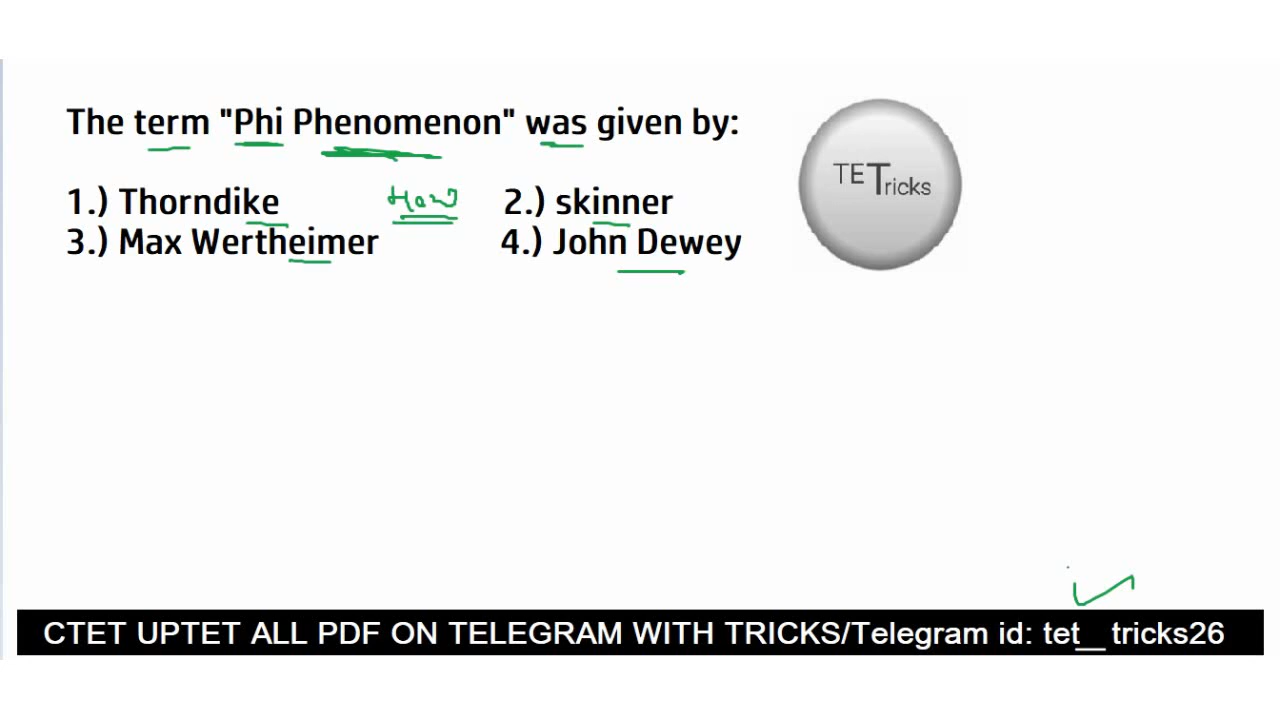 The term "Phi Phenomenon" was given by:
1.) Thorndike How 2.) skinner
3.) Max Wertheimer 4.) John Dewey
TETricks
CTET UPTET ALL PDF ON TELEGRAM WITH TRICKS/Telegram id: tet__tricks26